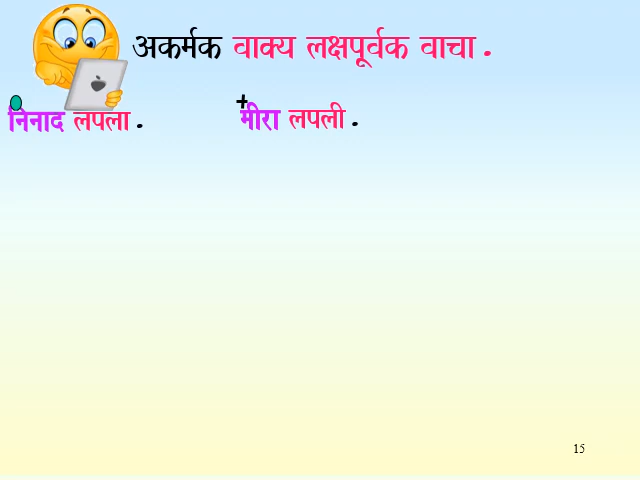 अकर्मक वाक्य लक्षपूर्वक वाचा.
निनाद लपला. मीरा लपली.
15